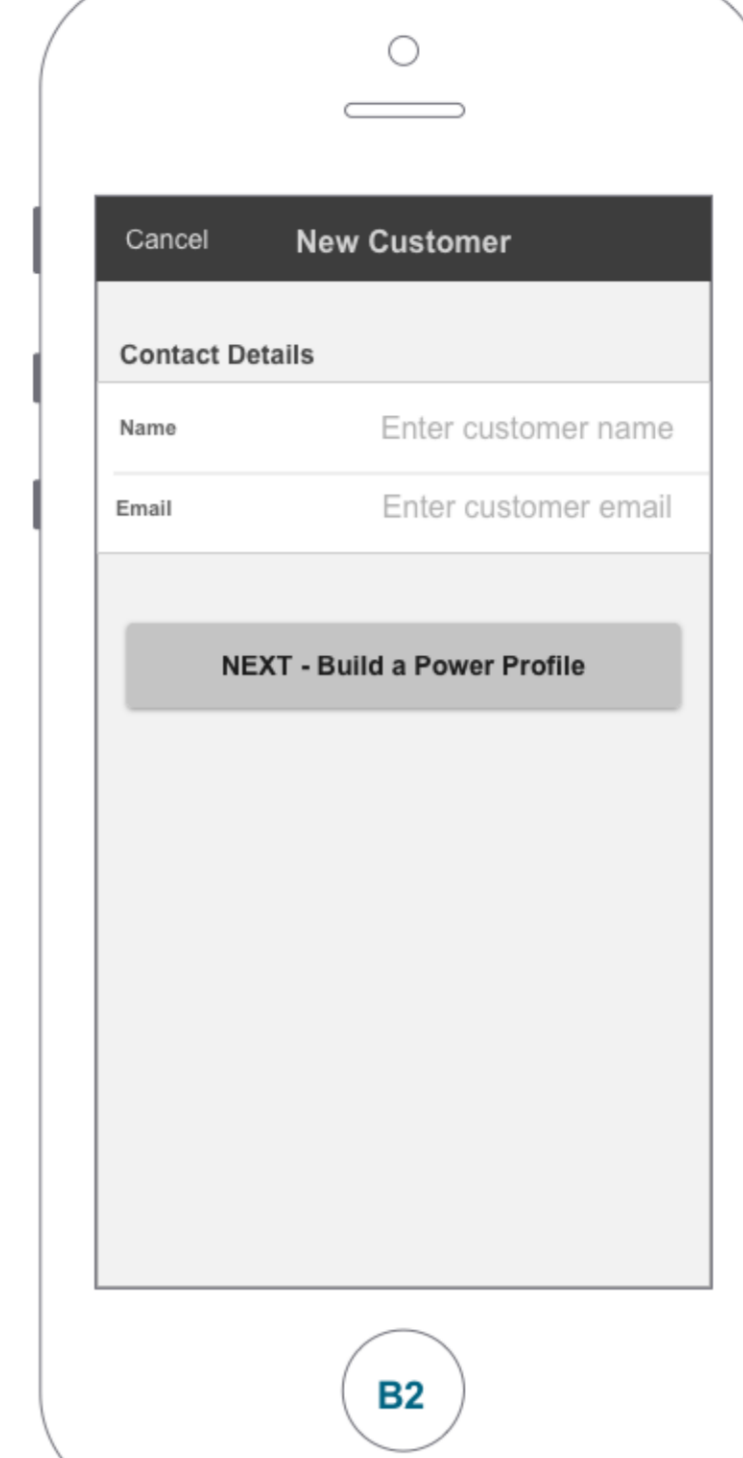 Cancel New Customer
Contact Details
Name Enter customer name
Email Enter customer email
NEXT - Build a Power Profile
B2